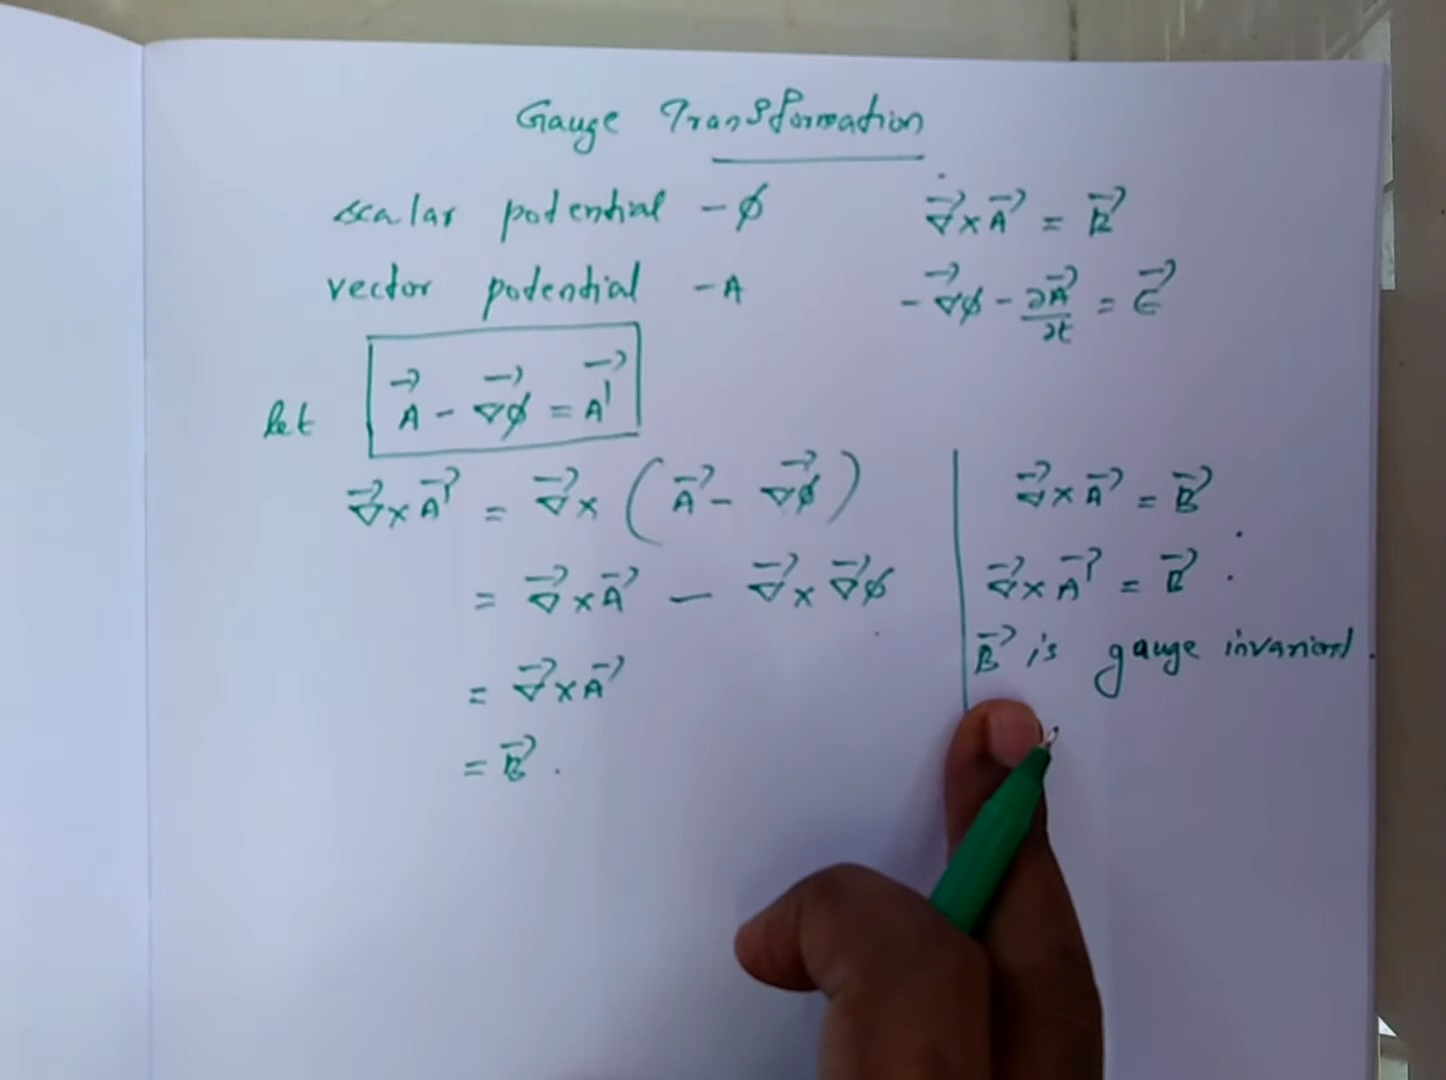 Gauge Transformation
scalar potential - ϕ
vector potential - A
∇⃗ × A⃗ = B⃗
- ∇⃗ϕ - ∂A⃗/∂t = E⃗
let A⃗ - ∇⃗ϕ = A⃗'
∇⃗ × A⃗' = ∇⃗ × (A⃗ - ∇⃗ϕ)
= ∇⃗ × A⃗ - ∇⃗ × ∇⃗ϕ
= ∇⃗ × A⃗
= B⃗ .
∇⃗ × A⃗ = B⃗
∇⃗ × A⃗' = B⃗
B⃗ is gauge invariant.